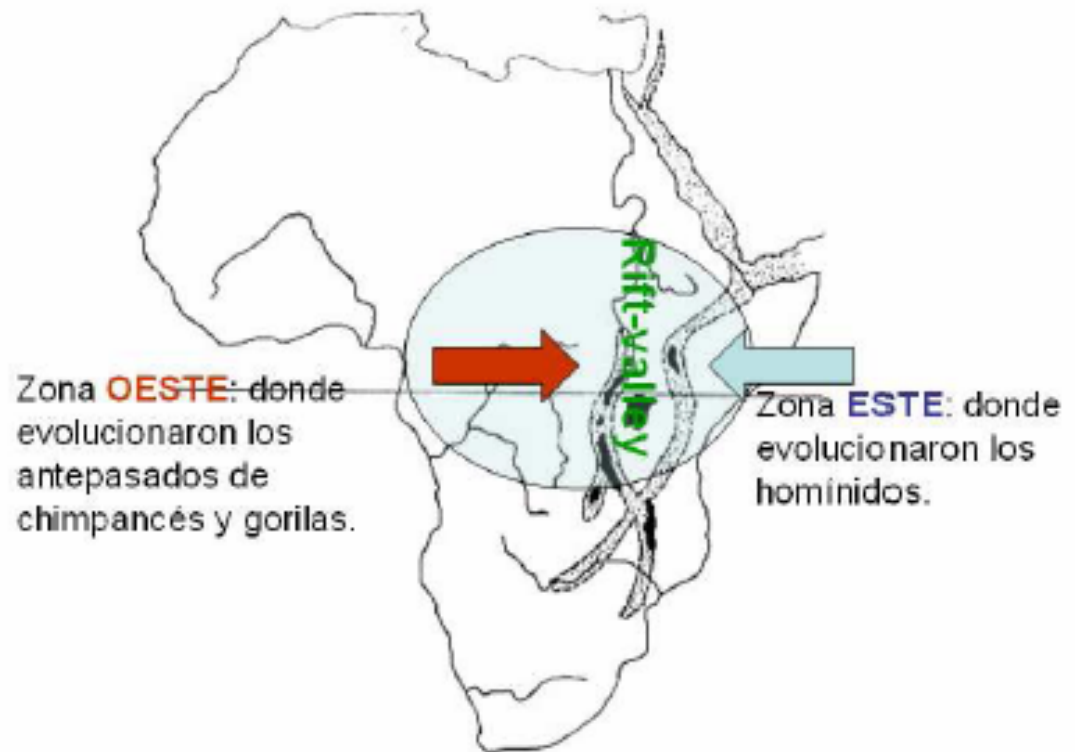 Rift-valley
Zona OESTE: donde
evolucionaron los
antepasados de
chimpancés y gorilas.
Zona ESTE: donde
evolucionaron los
homínidos.